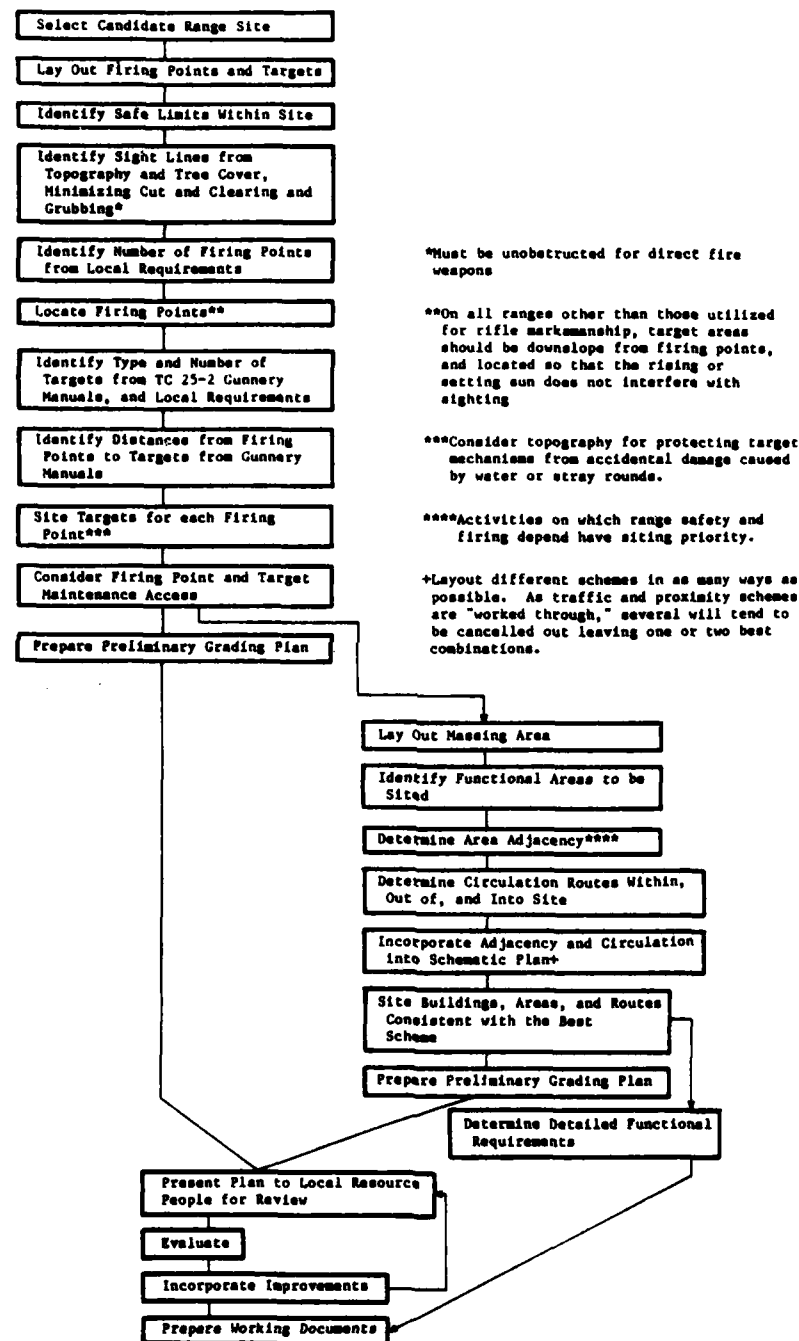 Select Candidate Range Site
Lay Out Firing Points and Targets
Identify Safe Limits Within Site
Identify Sight Lines from
Topography and Tree Cover,
Minimizing Cut and Clearing and
Grubbing*
Identify Number of Firing Points
from Local Requirements
Locate Firing Points**
Identify Type and Number of
Targets from TC 25-2 Gunnery
Manuals, and Local Requirements
Identify Distances from Firing
Points to Targets from Gunnery
Manuals
Site Targets for each Firing
Point***
Consider Firing Point and Target
Maintenance Access
Prepare Preliminary Grading Plan
*Must be unobstructed for direct fire
weapons
**On all ranges other than those utilized
for rifle marksmanship, target areas
should be downslope from firing points,
and located so that the rising or
setting sun does not interfere with
sighting
***Consider topography for protecting target
mechanisms from accidental damage caused
by water or stray rounds.
****Activities on which range safety and
firing depend have siting priority.
+Layout different schemes in as many ways as
possible. As traffic and proximity schemes
are "worked through," several will tend to
be cancelled out leaving one or two best
combinations.
Lay Out Massing Area
Identify Functional Areas to be
Sited
Determine Area Adjacency****
Determine Circulation Routes Within,
Out of, and Into Site
Incorporate Adjacency and Circulation
into Schematic Plan+
Site Buildings, Areas, and Routes
Consistent with the Best
Scheme
Prepare Preliminary Grading Plan
Determine Detailed Functional
Requirements
Present Plan to Local Resource
People for Review
Evaluate
Incorporate Improvements
Prepare Working Documents